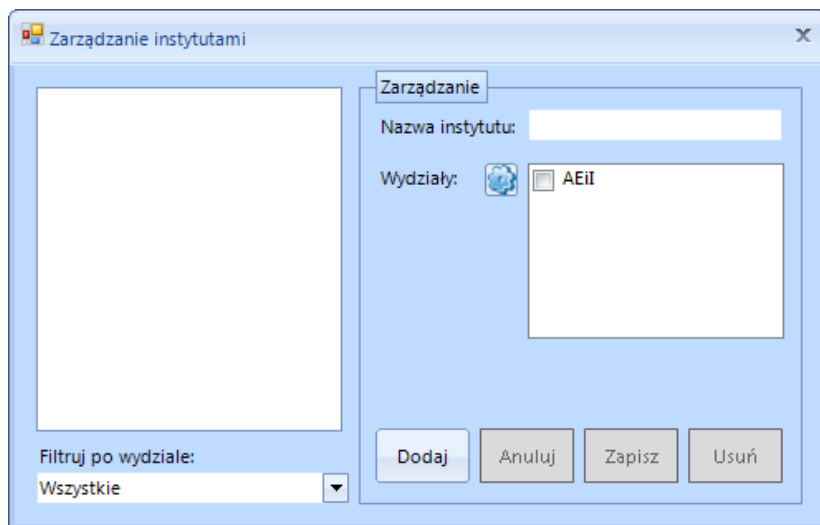 Zarządzanie instytutami
Zarządzanie
Nazwa instytutu:
Wydziały:
AEiI
Dodaj
Anuluj
Zapisz
Usuń
Filtruj po wydziale:
Wszystkie